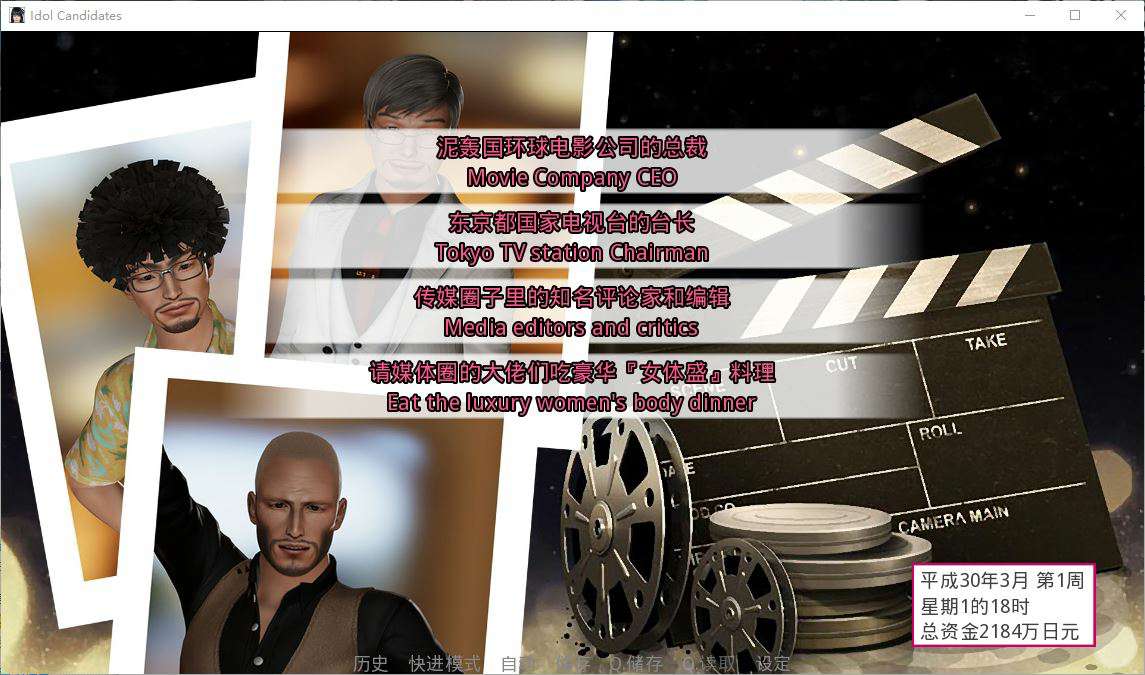 Idol Candidates
泥轰国环球电影公司的总裁
Movie Company CEO
东京都国家电视台的台长
Tokyo TV station Chairman
传媒圈子里的知名评论家和编辑
Media editors and critics
请媒体圈的大佬们吃豪华『女体盛』料理
Eat the luxury women's body dinner
SCENE
CUT
TAKE
ROLL
CAMERA MAIN
平成30年3月 第1周
星期1的18时
总资金2184万日元
历史 快进模式 储存 Q.储存 Q.读取 设定